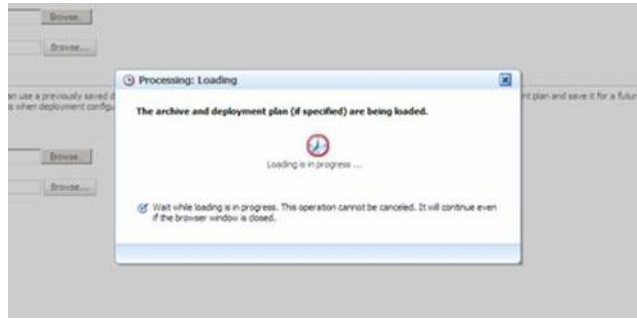 Browse...
Browse...
an use a previously saved d
nt plan and save it for a futur
s when deployment configu
Processing: Loading
The archive and deployment plan (if specified) are being loaded.
Loading is in progress ...
Wait while loading is in progress. This operation cannot be canceled. It will continue even
if the browser window is closed.
Browse...
Browse...